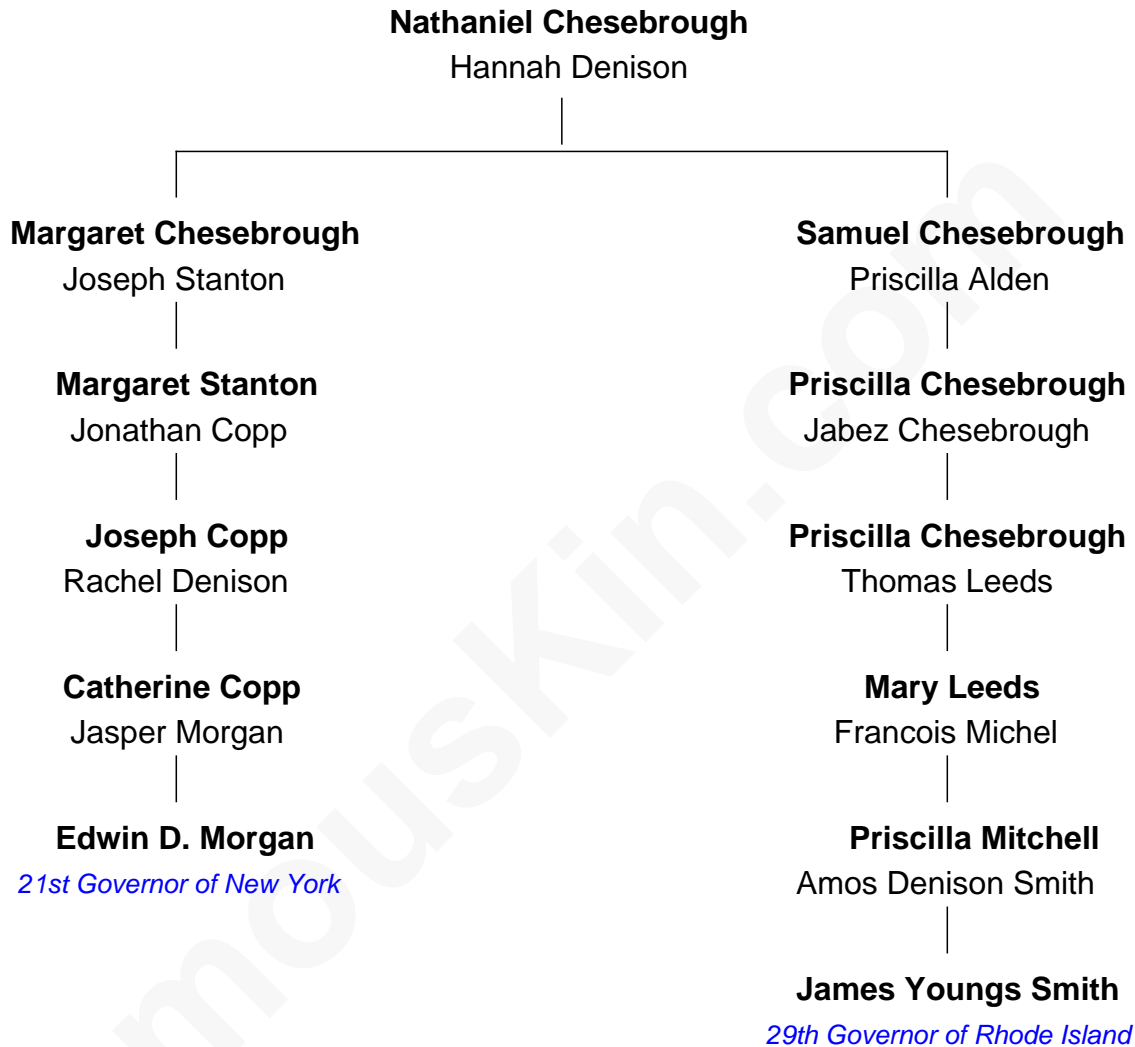 Nathaniel Chesebrough
Hannah Denison
Margaret Chesebrough
Joseph Stanton
Samuel Chesebrough
Priscilla Alden
Margaret Stanton
Jonathan Copp
Priscilla Chesebrough
Jabez Chesebrough
Joseph Copp
Rachel Denison
Priscilla Chesebrough
Thomas Leeds
Catherine Copp
Jasper Morgan
Mary Leeds
Francois Michel
Edwin D. Morgan
21st Governor of New York
Priscilla Mitchell
Amos Denison Smith
James Youngs Smith
29th Governor of Rhode Island
mouskin.com